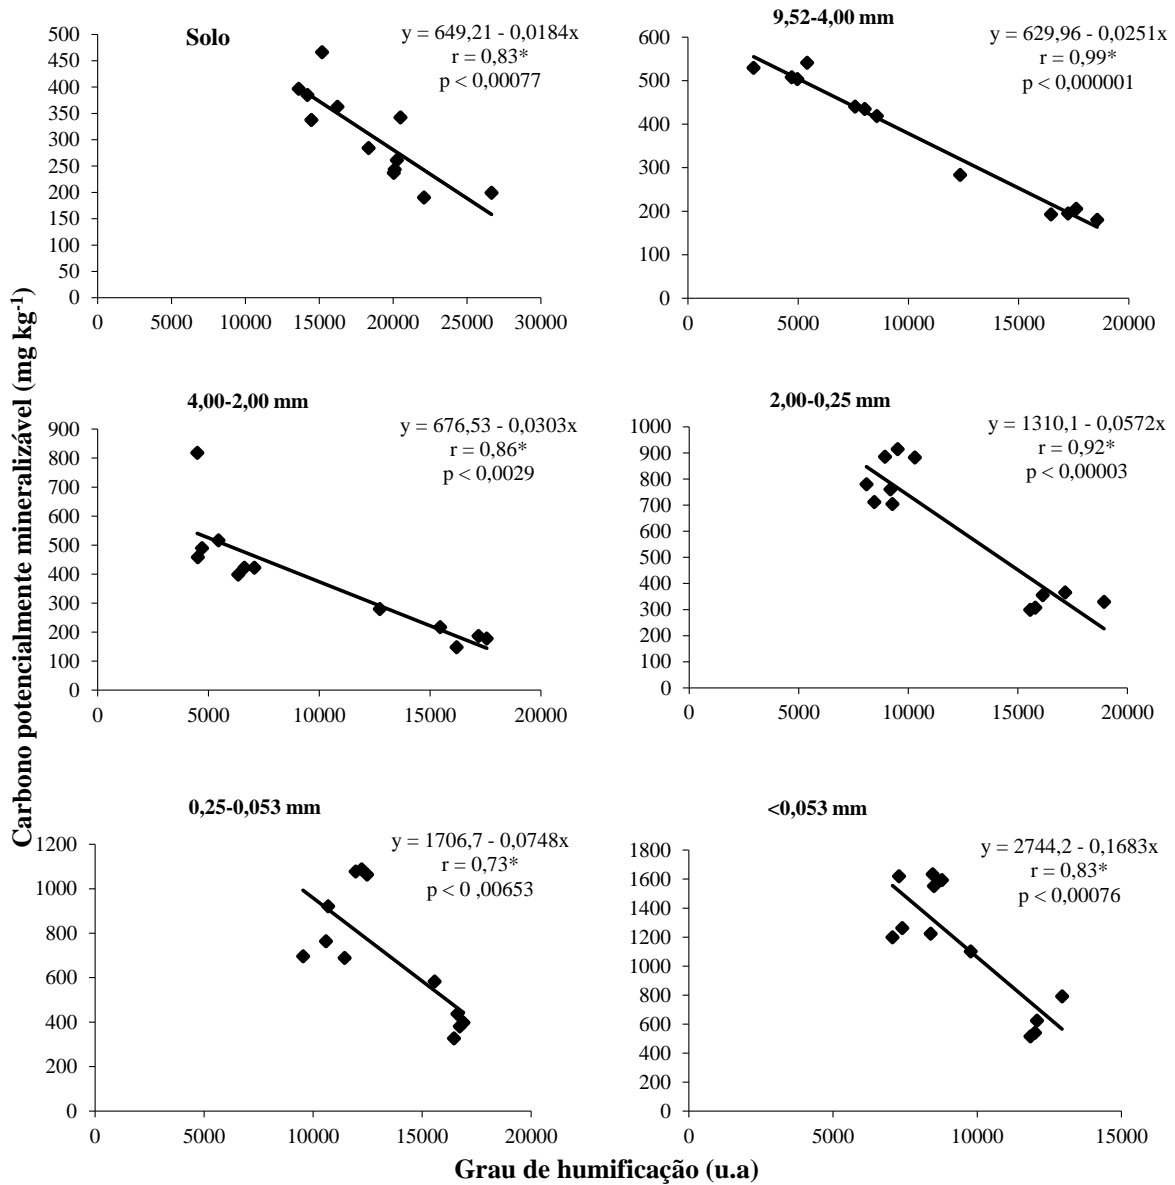 Carbono potencialmente mineralizável (mg kg-1)
Solo
y = 649,21 - 0,0184x
r = 0,83*
p < 0,00077
500
450
400
350
300
250
200
150
100
50
0
0 5000 10000 15000 20000 25000 30000
9,52-4,00 mm
y = 629,96 - 0,0251x
r = 0,99*
p < 0,000001
600
500
400
300
200
100
0
0 5000 10000 15000 20000
4,00-2,00 mm
y = 676,53 - 0,0303x
r = 0,86*
p < 0,0029
900
800
700
600
500
400
300
200
100
0
0 5000 10000 15000 20000
2,00-0,25 mm
y = 1310,1 - 0,0572x
r = 0,92*
p < 0,00003
1000
900
800
700
600
500
400
300
200
100
0
0 5000 10000 15000 20000
0,25-0,053 mm
y = 1706,7 - 0,0748x
r = 0,73*
p < 0 ,00653
1200
1000
800
600
400
200
0
0 5000 10000 15000 20000
<0,053 mm
y = 2744,2 - 0,1683x
r = 0,83*
p < 0,00076
1800
1600
1400
1200
1000
800
600
400
200
0
0 5000 10000 15000
Grau de humificação (u.a)